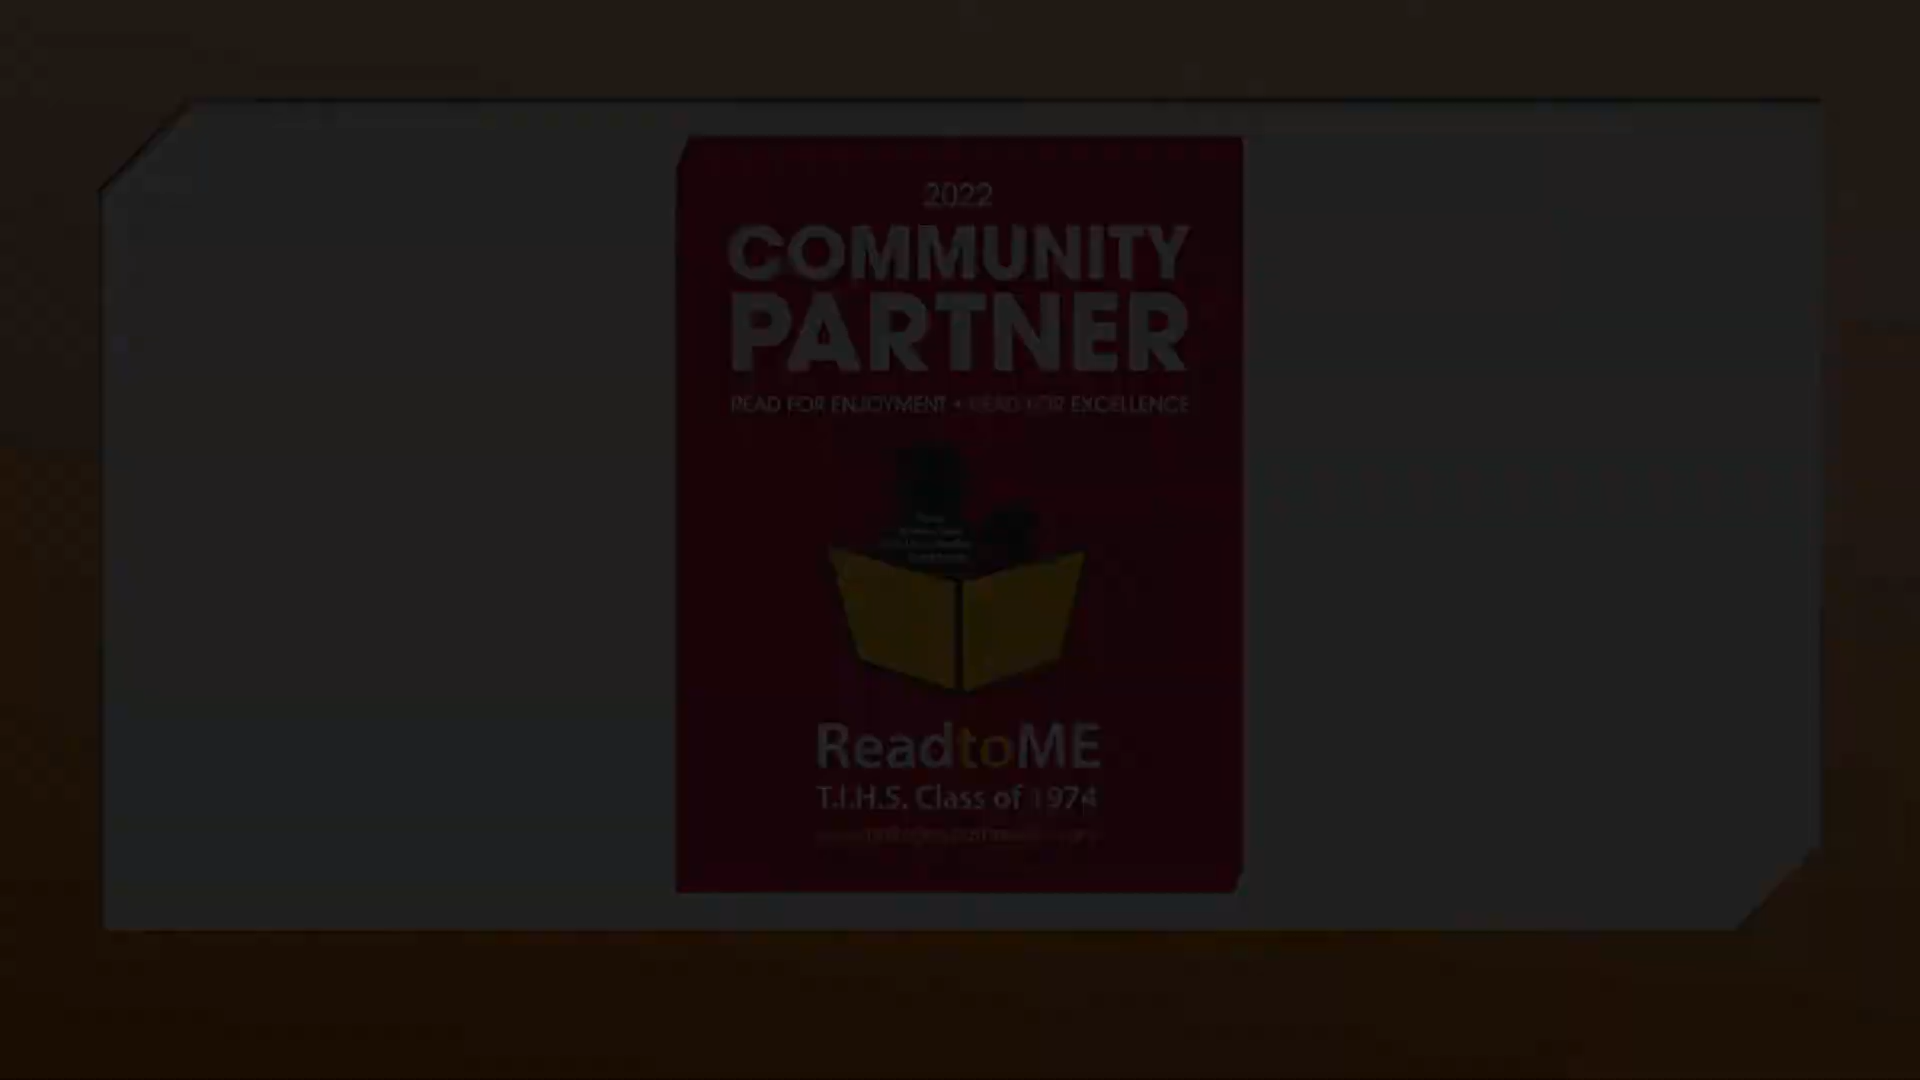 2022
COMMUNITY
PARTNER
READ FOR ENJOYMENT • READ FOR EXCELLENCE
ReadtoME
T.I.H.S. Class of 1974